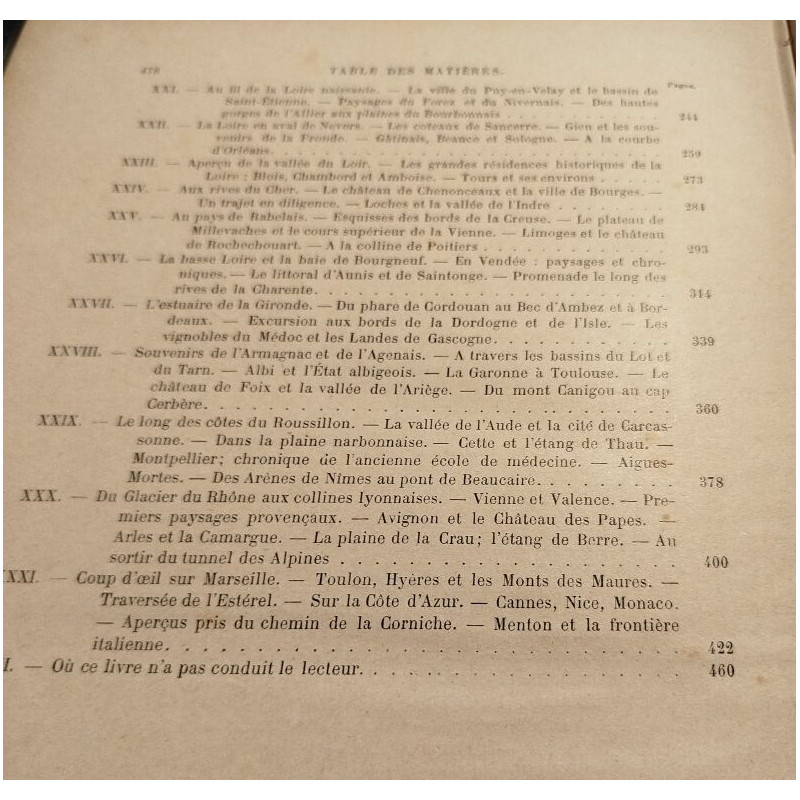 478 TABLE DES MATIÈRES.
Pages.
XXI. — Au fil de la Loire naissante. — La ville du Puy-en-Velay et le bassin de
Saint-Étienne. — Paysages du Forez et du Nivernais. — Des hautes
gorges de l'Allier aux plaines du Bourbonnais . . . . . . . . . . . 244
XXII. — La Loire en aval de Nevers. — Les coteaux de Sancerre. — Gien et les sou-
venirs de la Fronde. — Gâtinais, Beauce et Sologne. — A la courbe
d'Orléans. . . . . . . . . . . . . . . . . . . . . . . . . 259
XXIII. — Aperçu de la vallée du Loir. — Les grandes résidences historiques de la
Loire : Blois, Chambord et Amboise. — Tours et ses environs . . . . 273
XXIV. — Aux rives du Cher. — Le château de Chenonceaux et la ville de Bourges. —
Un trajet en diligence. — Loches et la vallée de l'Indre . . . . . . . 284
XXV. — Au pays de Rabelais. — Esquisses des bords de la Creuse. — Le plateau de
Millevaches et le cours supérieur de la Vienne. — Limoges et le château
de Rochechouart. — A la colline de Poitiers . . . . . . . . . . . 293
XXVI. — La basse Loire et la baie de Bourgneuf. — En Vendée : paysages et chro-
niques. — Le littoral d'Aunis et de Saintonge. — Promenade le long des
rives de la Charente. . . . . . . . . . . . . . . . . . . . . 314
XXVII. — L'estuaire de la Gironde. — Du phare de Cordouan au Bec d'Ambez et à Bor-
deaux. — Excursion aux bords de la Dordogne et de l'Isle. — Les
vignobles du Médoc et les Landes de Gascogne. . . . . . . . . . . 339
XXVIII. — Souvenirs de l'Armagnac et de l'Agenais. — A travers les bassins du Lot et
du Tarn. — Albi et l'État albigeois. — La Garonne à Toulouse. — Le
château de Foix et la vallée de l'Ariège. — Du mont Canigou au cap
Cerbère. . . . . . . . . . . . . . . . . . . . . . . . . 360
XXIX. — Le long des côtes du Roussillon. — La vallée de l'Aude et la cité de Carcas-
sonne. — Dans la plaine narbonnaise. — Cette et l'étang de Thau. —
Montpellier; chronique de l'ancienne école de médecine. — Aigues-
Mortes. — Des Arènes de Nîmes au pont de Beaucaire. . . . . . . . 378
XXX. — Du Glacier du Rhône aux collines lyonnaises. — Vienne et Valence. — Pre-
miers paysages provençaux. — Avignon et le Château des Papes. —
Arles et la Camargue. — La plaine de la Crau; l'étang de Berre. — Au
sortir du tunnel des Alpines . . . . . . . . . . . . . . . . . 400
XXI. — Coup d'œil sur Marseille. — Toulon, Hyères et les Monts des Maures. —
Traversée de l'Estérel. — Sur la Côte d'Azur. — Cannes, Nice, Monaco.
— Aperçus pris du chemin de la Corniche. — Menton et la frontière
italienne. . . . . . . . . . . . . . . . . . . . . . . . . 422
I. — Où ce livre n'a pas conduit le lecteur. . . . . . . . . . . . . . . 460